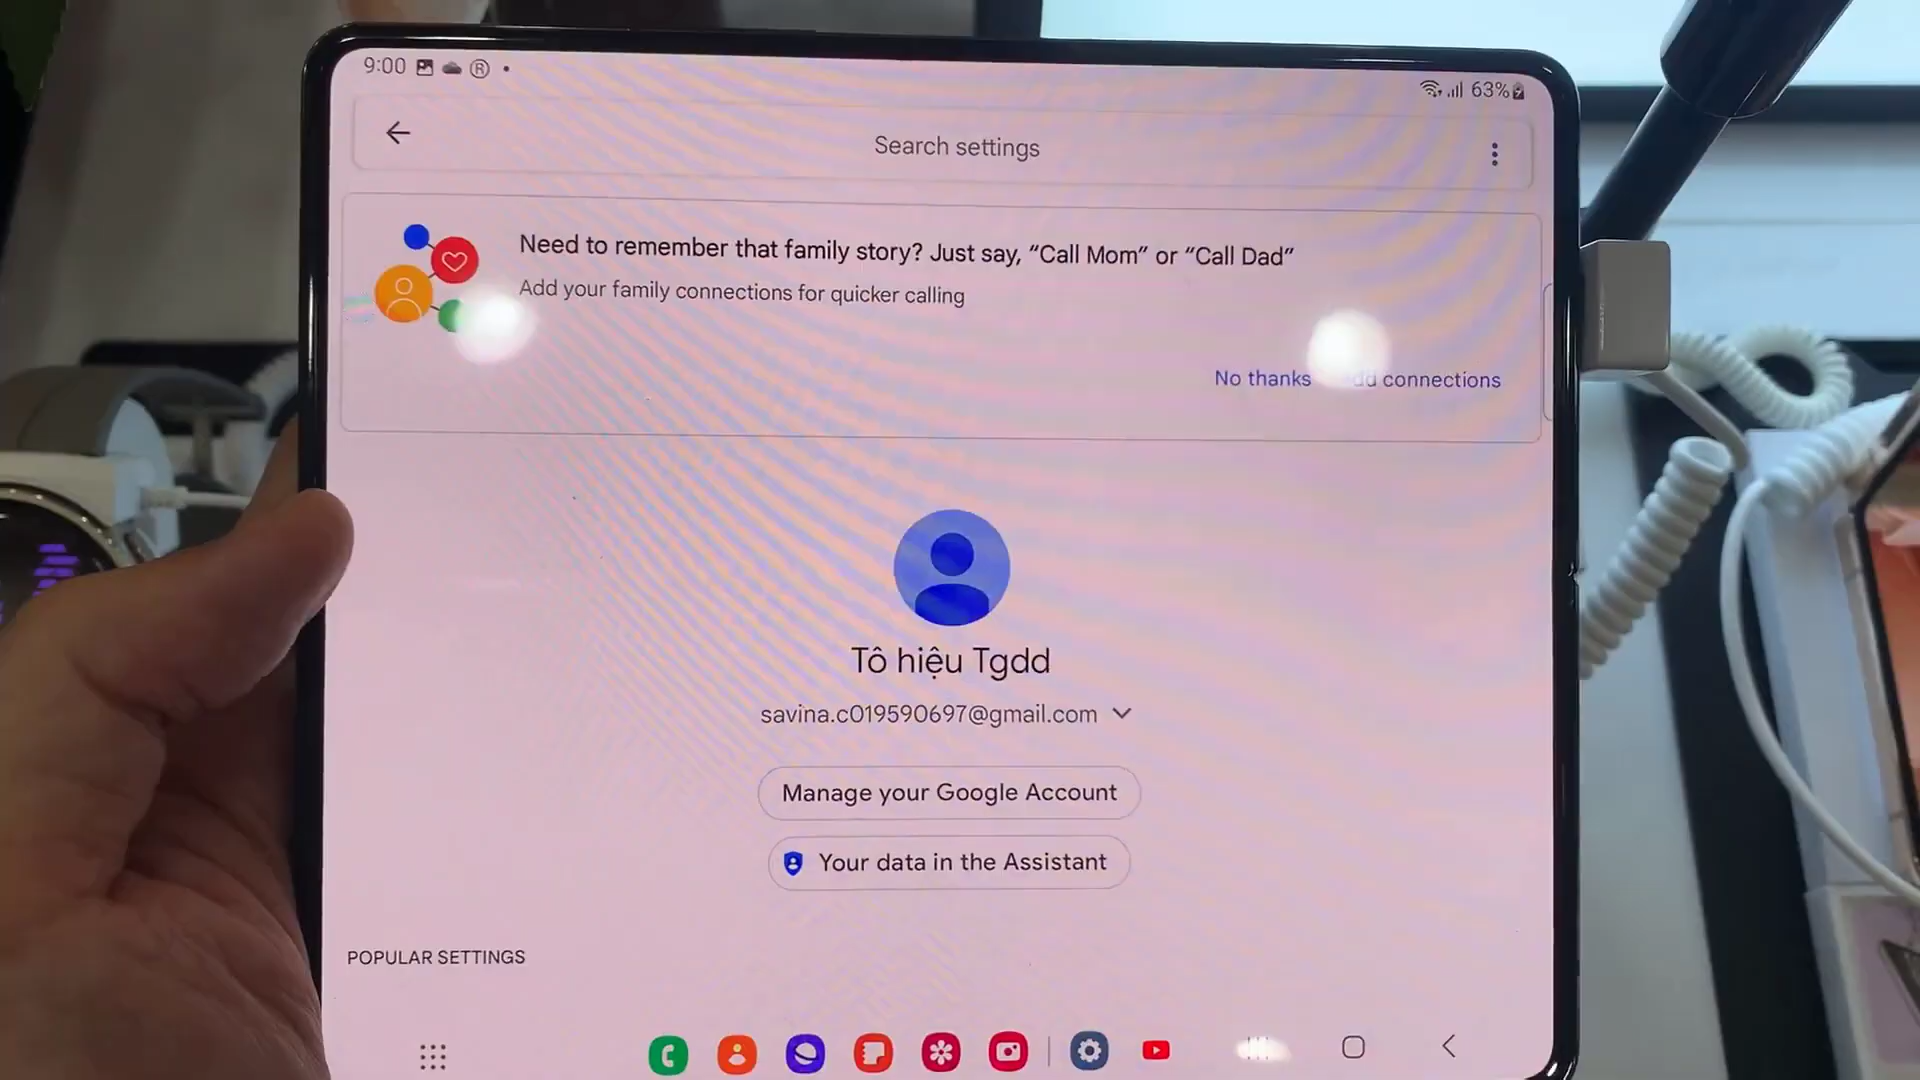 9:00
63%
Search settings
Need to remember that family story? Just say, “Call Mom” or “Call Dad”
Add your family connections for quicker calling
No thanks
connections
Tô hiệu Tgdd
savina.c019590697@gmail.com
Manage your Google Account
Your data in the Assistant
POPULAR SETTINGS